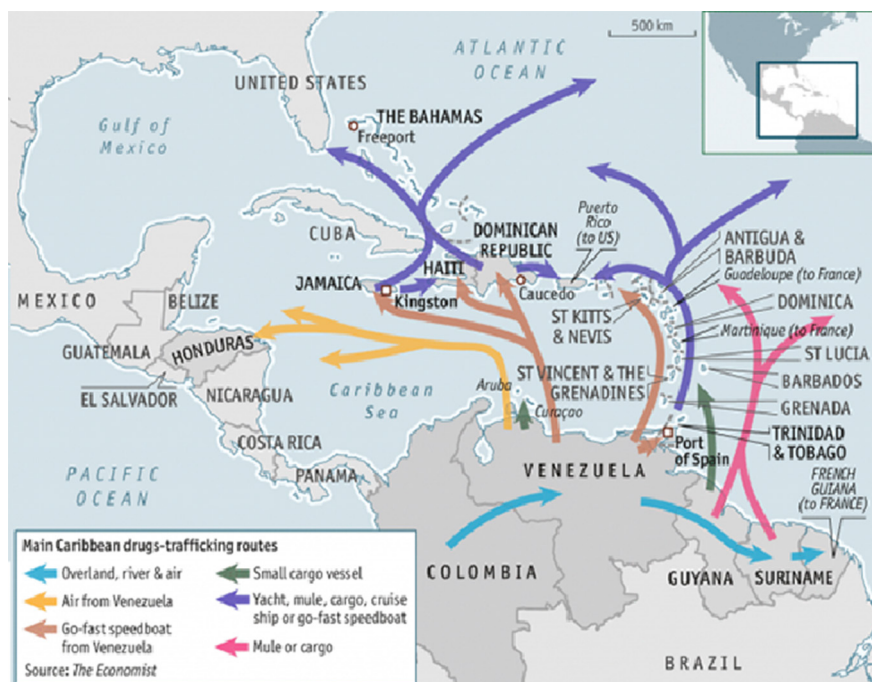 500 km
ATLANTIC
OCEAN
UNITED STATES
Gulf of
Mexico
THE BAHAMAS
Freeport
CUBA
DOMINICAN
REPUBLIC
Puerto
Rico
(to US)
HAITI
JAMAICA
Kingston
Caucedo
ANTIGUA &
BARBUDA
Guadeloupe (to France)
DOMINICA
Martinique (to France)
ST KITTS
& NEVIS
ST LUCIA
BARBADOS
ST VINCENT & THE
GRENADINES
GRENADA
TRINIDAD
& TOBAGO
Port
of Spain
MEXICO
BELIZE
GUATEMALA
HONDURAS
EL SALVADOR
NICARAGUA
COSTA RICA
PANAMA
Caribbean
Sea
Aruba
Curaçao
PACIFIC
OCEAN
VENEZUELA
FRENCH
GUIANA
(to FRANCE)
COLOMBIA
GUYANA
SURINAME
BRAZIL
Main Caribbean drugs-trafficking routes
Overland, river & air
Air from Venezuela
Go-fast speedboat
from Venezuela
Small cargo vessel
Yacht, mule, cargo, cruise
ship or go-fast speedboat
Mule or cargo
Source: The Economist